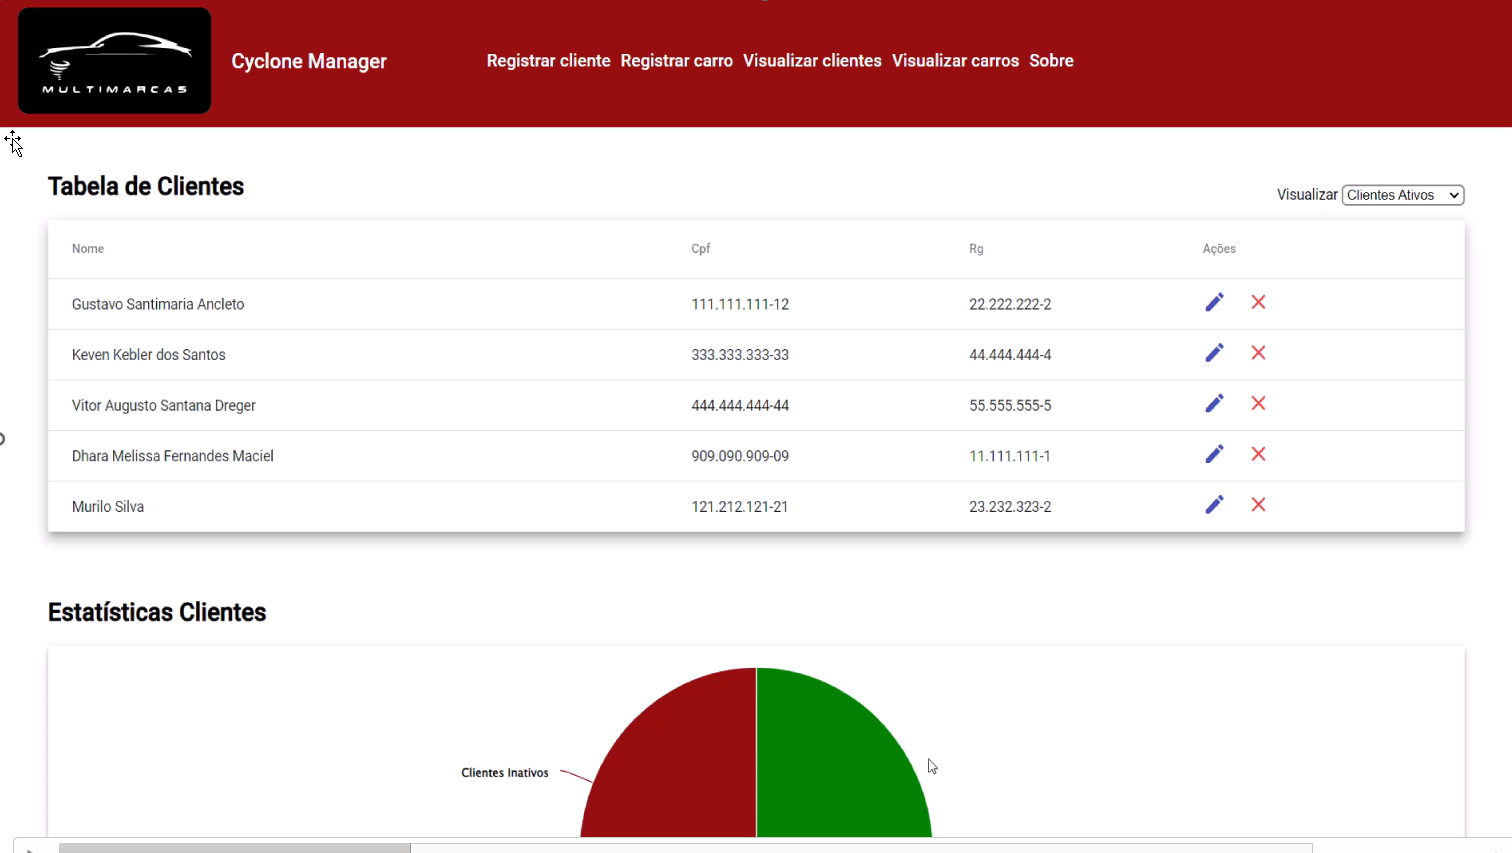 MULTIMARCAS
Cyclone Manager
Registrar cliente Registrar carro Visualizar clientes Visualizar carros Sobre
Tabela de Clientes
Visualizar Clientes Ativos
Nome Cpf Rg Ações
Gustavo Santimaria Ancleto 111.111.111-12 22.222.222-2
Keven Kebler dos Santos 333.333.333-33 44.444.444-4
Vitor Augusto Santana Dreger 444.444.444-44 55.555.555-5
Dhara Melissa Fernandes Maciel 909.090.909-09 11.111.111-1
Murilo Silva 121.212.121-21 23.232.323-2
Estatísticas Clientes
Clientes Inativos